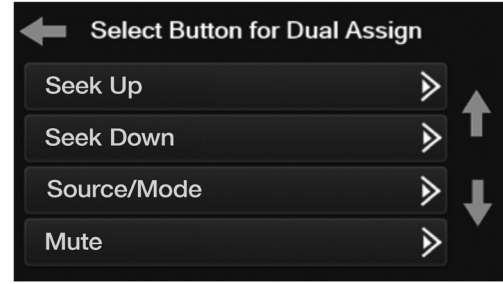 Select Button for Dual Assign
Seek Up
Seek Down
Source/Mode
Mute